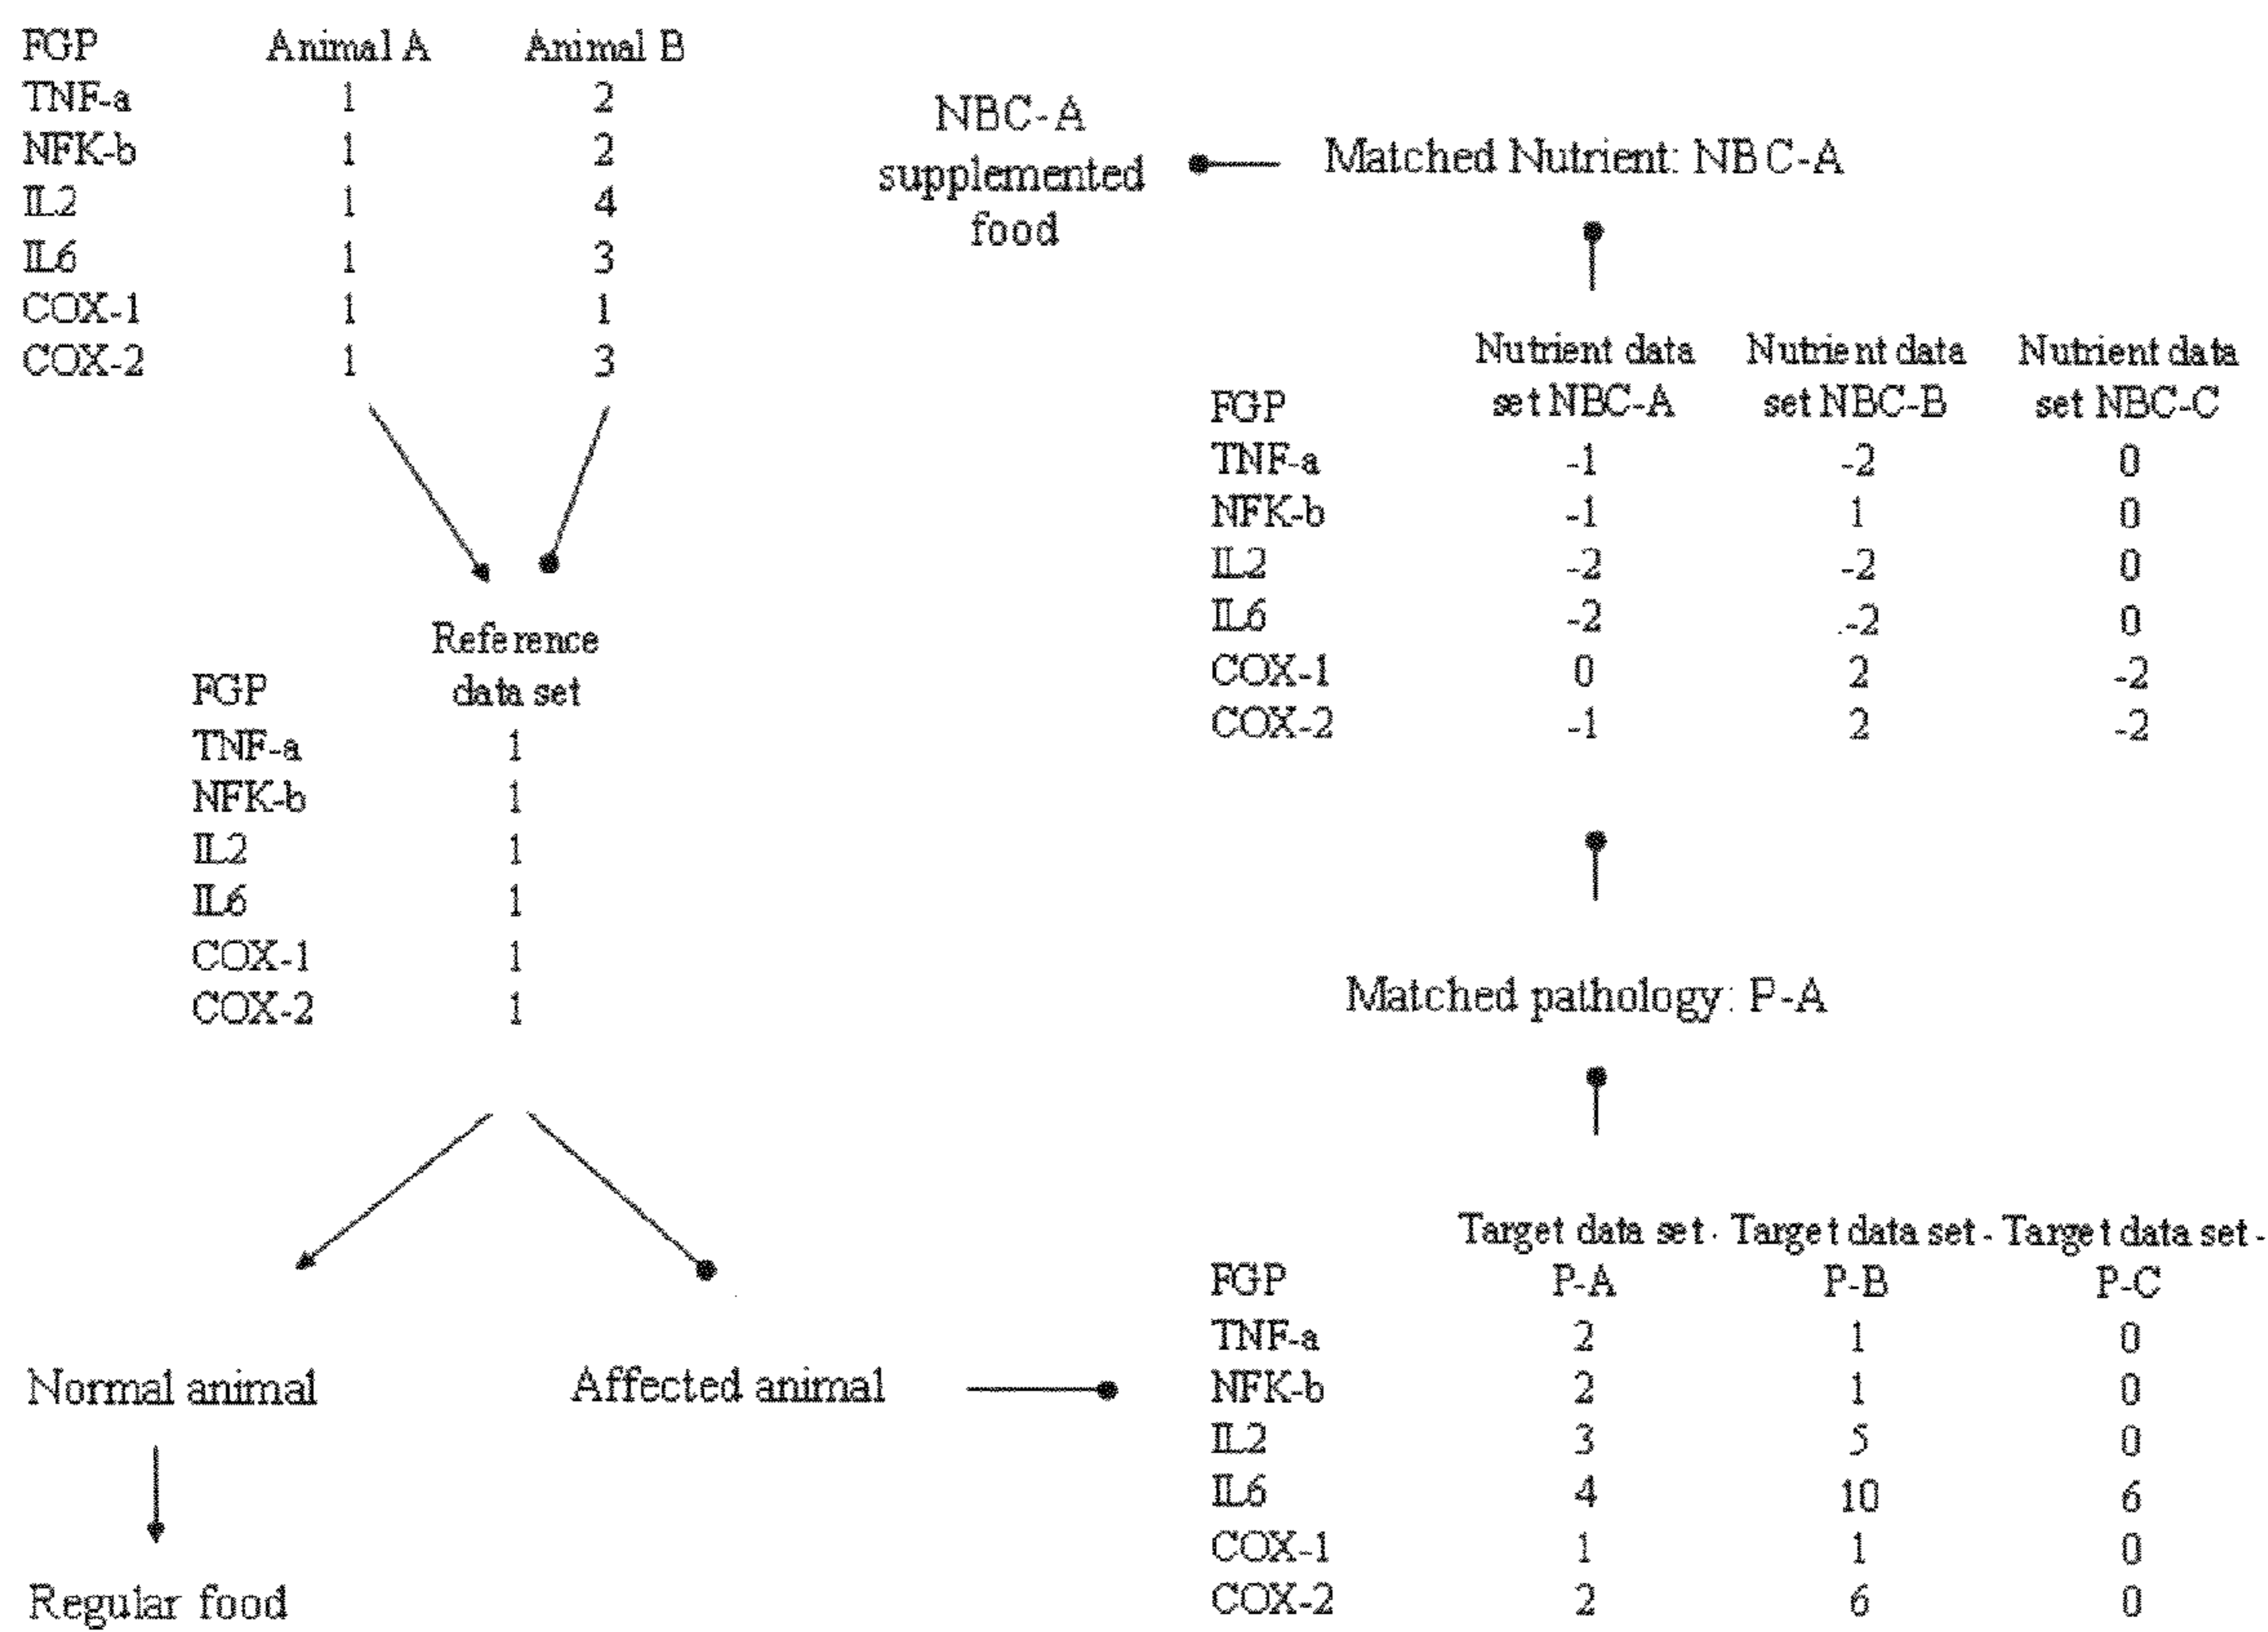 FGP Animal A Animal B
TNF-a 1 2
NFK-b 1 2
IL2 1 4
IL6 1 3
COX-1 1 1
COX-2 1 3
Reference
FGP data set
TNF-a 1
NFK-b 1
IL2 1
IL6 1
COX-1 1
COX-2 1
Normal animal
Affected animal
Regular food
NBC-A
supplemented
food
Matched Nutrient: NBC-A
Nutrient data Nutrient data Nutrient data
FGP set NBC-A set NBC-B set NBC-C
TNF-a -1 -2 0
NFK-b -1 1 0
IL2 -2 -2 0
IL6 -2 -2 0
COX-1 0 2 -2
COX-2 -1 2 -2
Matched pathology: P-A
Target data set - Target data set - Target data set -
FGP P-A P-B P-C
TNF-a 2 1 0
NFK-b 2 1 0
IL2 3 5 0
IL6 4 10 6
COX-1 1 1 0
COX-2 2 6 0